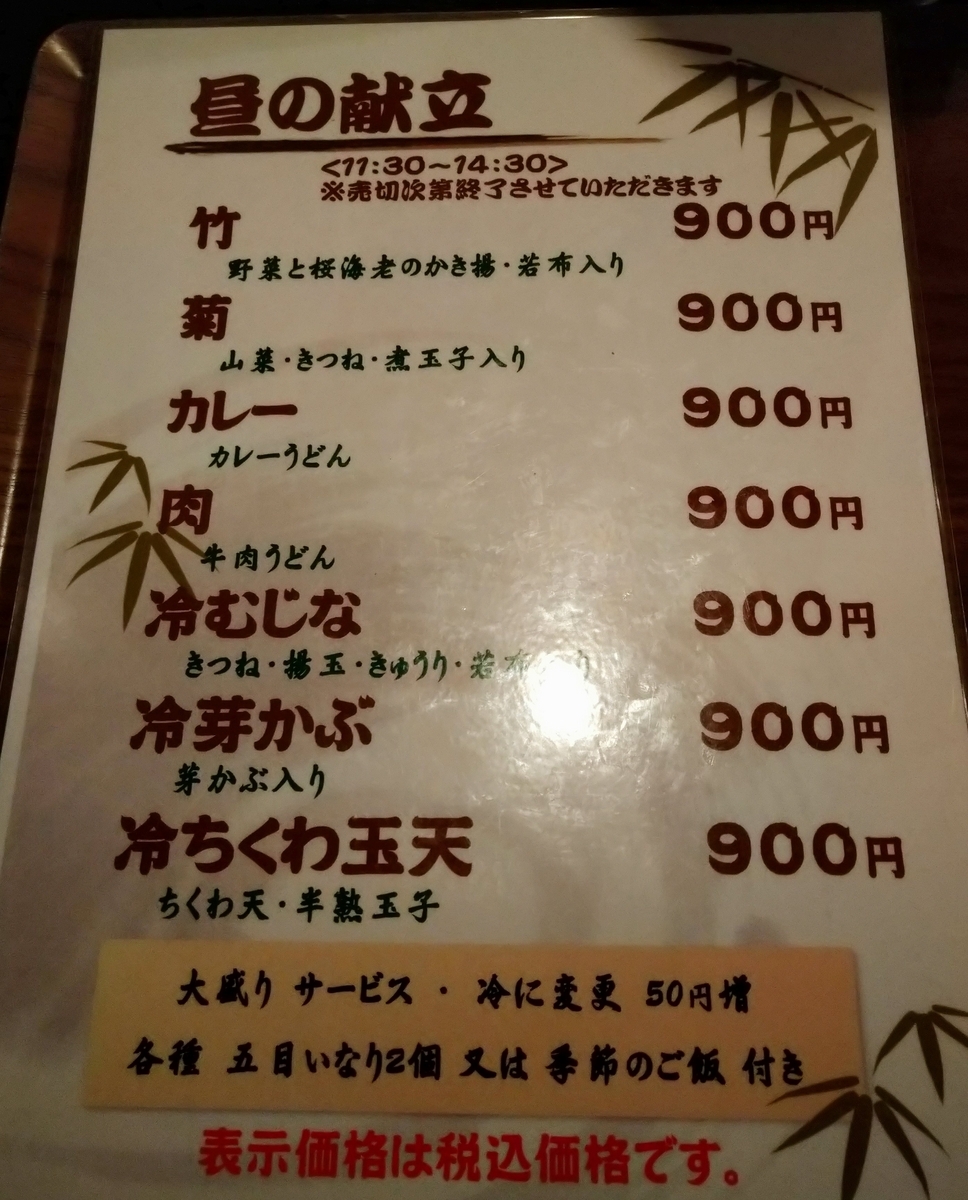 昼の献立
<11:30～14:30>
※売切次第終了させていただきます
竹 900円
野菜と桜海老のかき揚・若布入り
菊 900円
山菜・きつね・煮玉子入り
カレー 900円
カレーうどん
肉 900円
牛肉うどん
冷むじな 900円
きつね・揚玉・きゅうり・若布入り
冷芽かぶ 900円
芽かぶ入り
冷ちくわ玉天 900円
ちくわ天・半熟玉子
大盛り サービス ・ 冷に変更 50円増
各種 五目いなり2個 又は 季節のご飯 付き
表示価格は税込価格です。